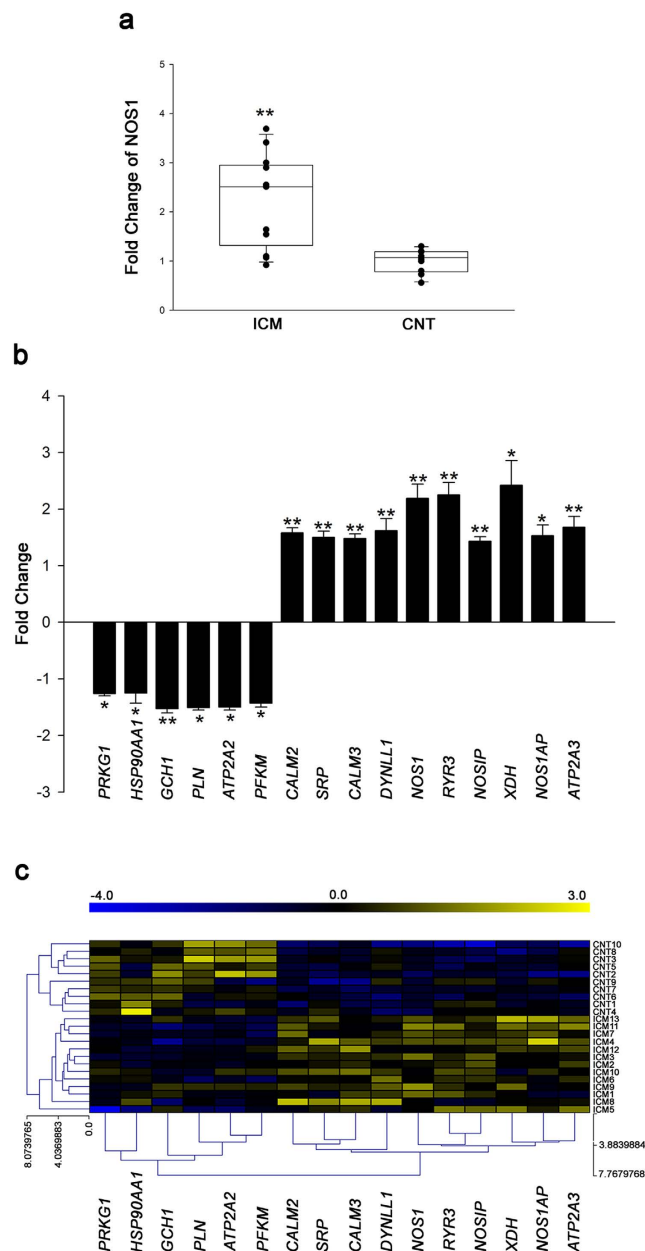 a
Fold Change of NOS1
5
4
3
2
1
0
**
ICM
CNT
b
Fold Change
4
3
2
1
0
-1
-2
-3
* * ** * * * ** ** ** ** ** ** ** * * **
PRKG1
HSP90AA1
GCH1
PLN
ATP2A2
PFKM
CALM2
SRP
CALM3
DYNLL1
NOS1
RYR3
NOSIP
XDH
NOS1AP
ATP2A3
c
-4.0 0.0 3.0
CNT10
CNT8
CNT3
CNT5
CNT2
CNT9
CNT7
CNT6
CNT1
CNT4
ICM13
ICM11
ICM7
ICM4
ICM12
ICM3
ICM2
ICM10
ICM6
ICM9
ICM1
ICM8
ICM5
8.0739765
4.0369883
0.0
3.8839884
7.7679768
PRKG1
HSP90AA1
GCH1
PLN
ATP2A2
PFKM
CALM2
SRP
CALM3
DYNLL1
NOS1
RYR3
NOSIP
XDH
NOS1AP
ATP2A3